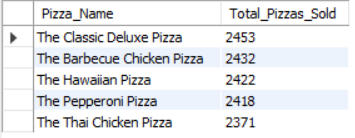 Pizza_Name Total_Pizzas_Sold
The Classic Deluxe Pizza 2453
The Barbecue Chicken Pizza 2432
The Hawaiian Pizza 2422
The Pepperoni Pizza 2418
The Thai Chicken Pizza 2371